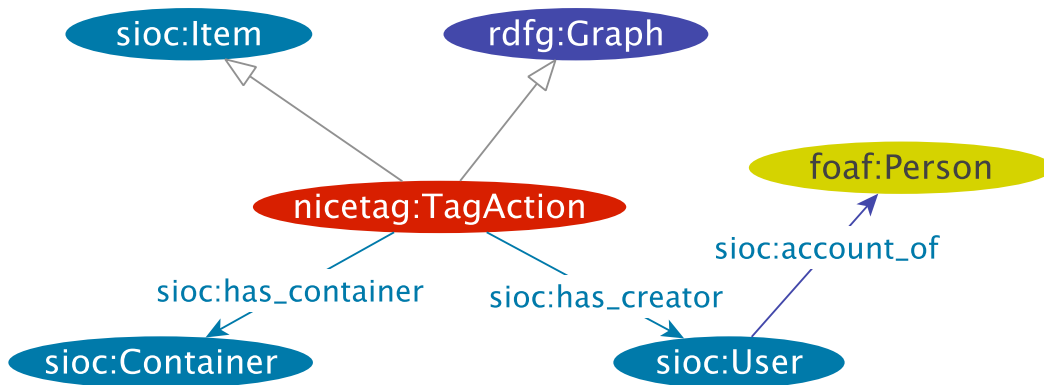 sioc:Item
rdfg:Graph
foaf:Person
nicetag:TagAction
sioc:account_of
sioc:has_container
sioc:has_creator
sioc:Container
sioc:User